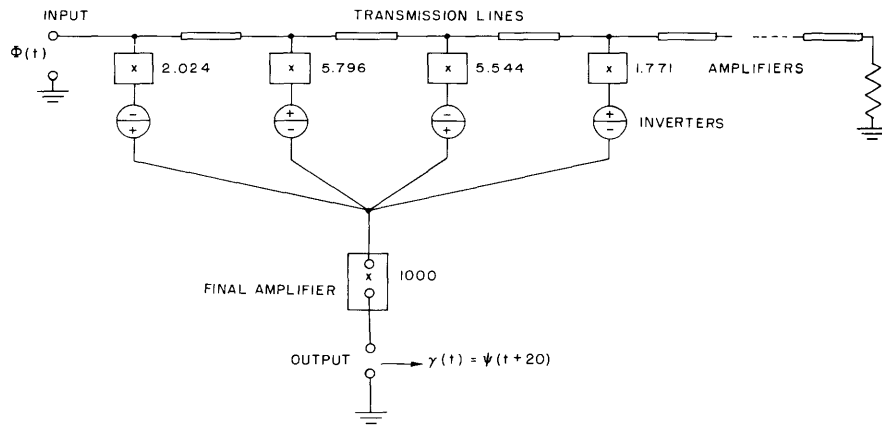 INPUT
TRANSMISSION LINES
Φ(t)
x 2.024
x 5.796
x 5.544
x 1.771
AMPLIFIERS
- + + - - + + -
INVERTERS
x 1000
FINAL AMPLIFIER
OUTPUT
γ(t) = ψ(t+20)